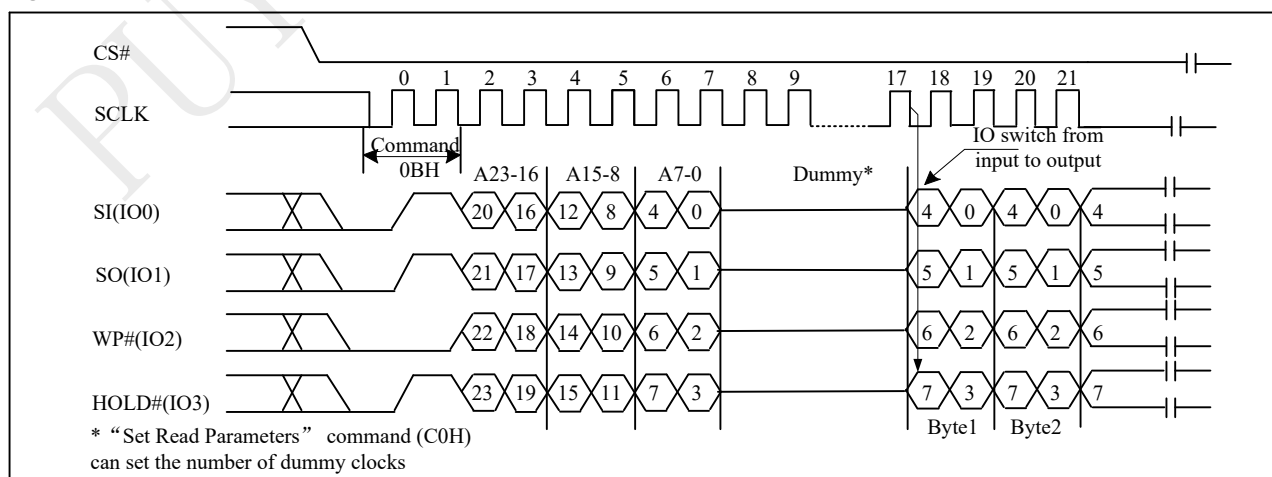 PUY
CS#
0 1 2 3 4 5 6 7 8 9 17 18 19 20 21
SCLK
Command
0BH
IO switch from
input to output
A23-16 A15-8 A7-0 Dummy*
SI(IO0) 20 16 12 8 4 0 4 0 4 0 4
SO(IO1) 21 17 13 9 5 1 5 1 5 1 5
WP#(IO2) 22 18 14 10 6 2 6 2 6 2 6
HOLD#(IO3) 23 19 15 11 7 3 7 3 7 3 7
Byte1 Byte2
* “Set Read Parameters” command (C0H)
can set the number of dummy clocks